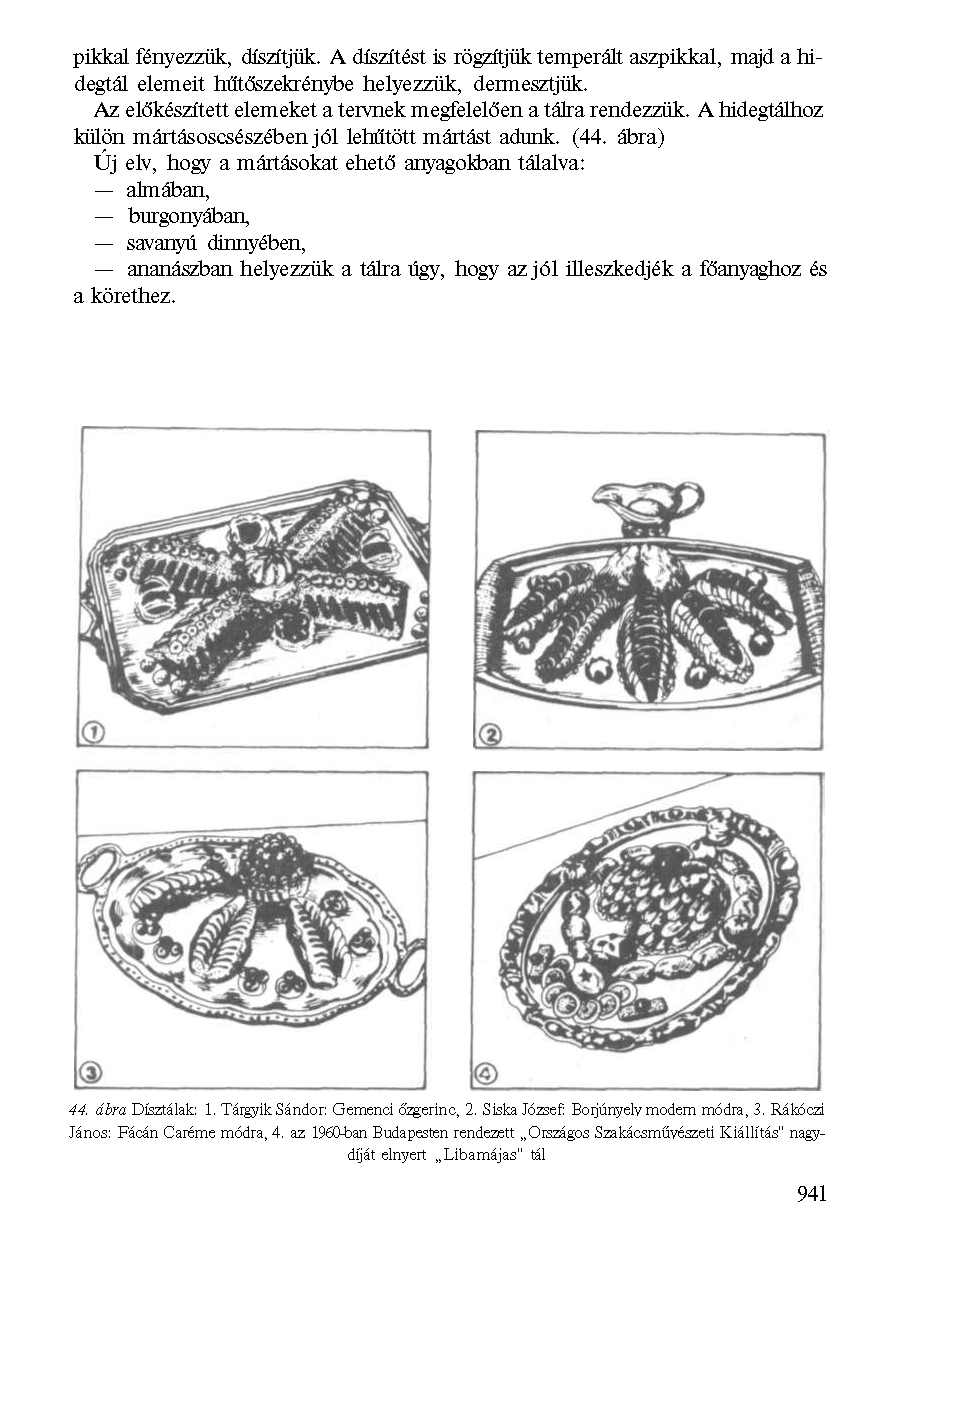 pikkal fényezzük, díszítjük. A díszítést is rögzítjük temperált aszpikkal, majd a hi-
degtál elemeit hűtőszekrénybe helyezzük, dermesztjük.
Az előkészített elemeket a tervnek megfelelően a tálra rendezzük. A hidegtálhoz
külön mártásoscsészében jól lehűtött mártást adunk. (44. ábra)
Új elv, hogy a mártásokat ehető anyagokban tálalva:
— almában,
— burgonyában,
— savanyú dinnyében,
— ananászban helyezzük a tálra úgy, hogy az jól illeszkedjék a főanyaghoz és
a körethez.
1
2
3
4
44. ábra Dísztálak: 1. Tárgyik Sándor: Gemenci őzgerinc, 2. Siska József: Borjúnyelv modern módra, 3. Rákóczi
János: Fácán Caréme módra, 4. az 1960-ban Budapesten rendezett „Országos Szakácsművészeti Kiállítás" nagy-
díját elnyert „Libamájas" tál
941